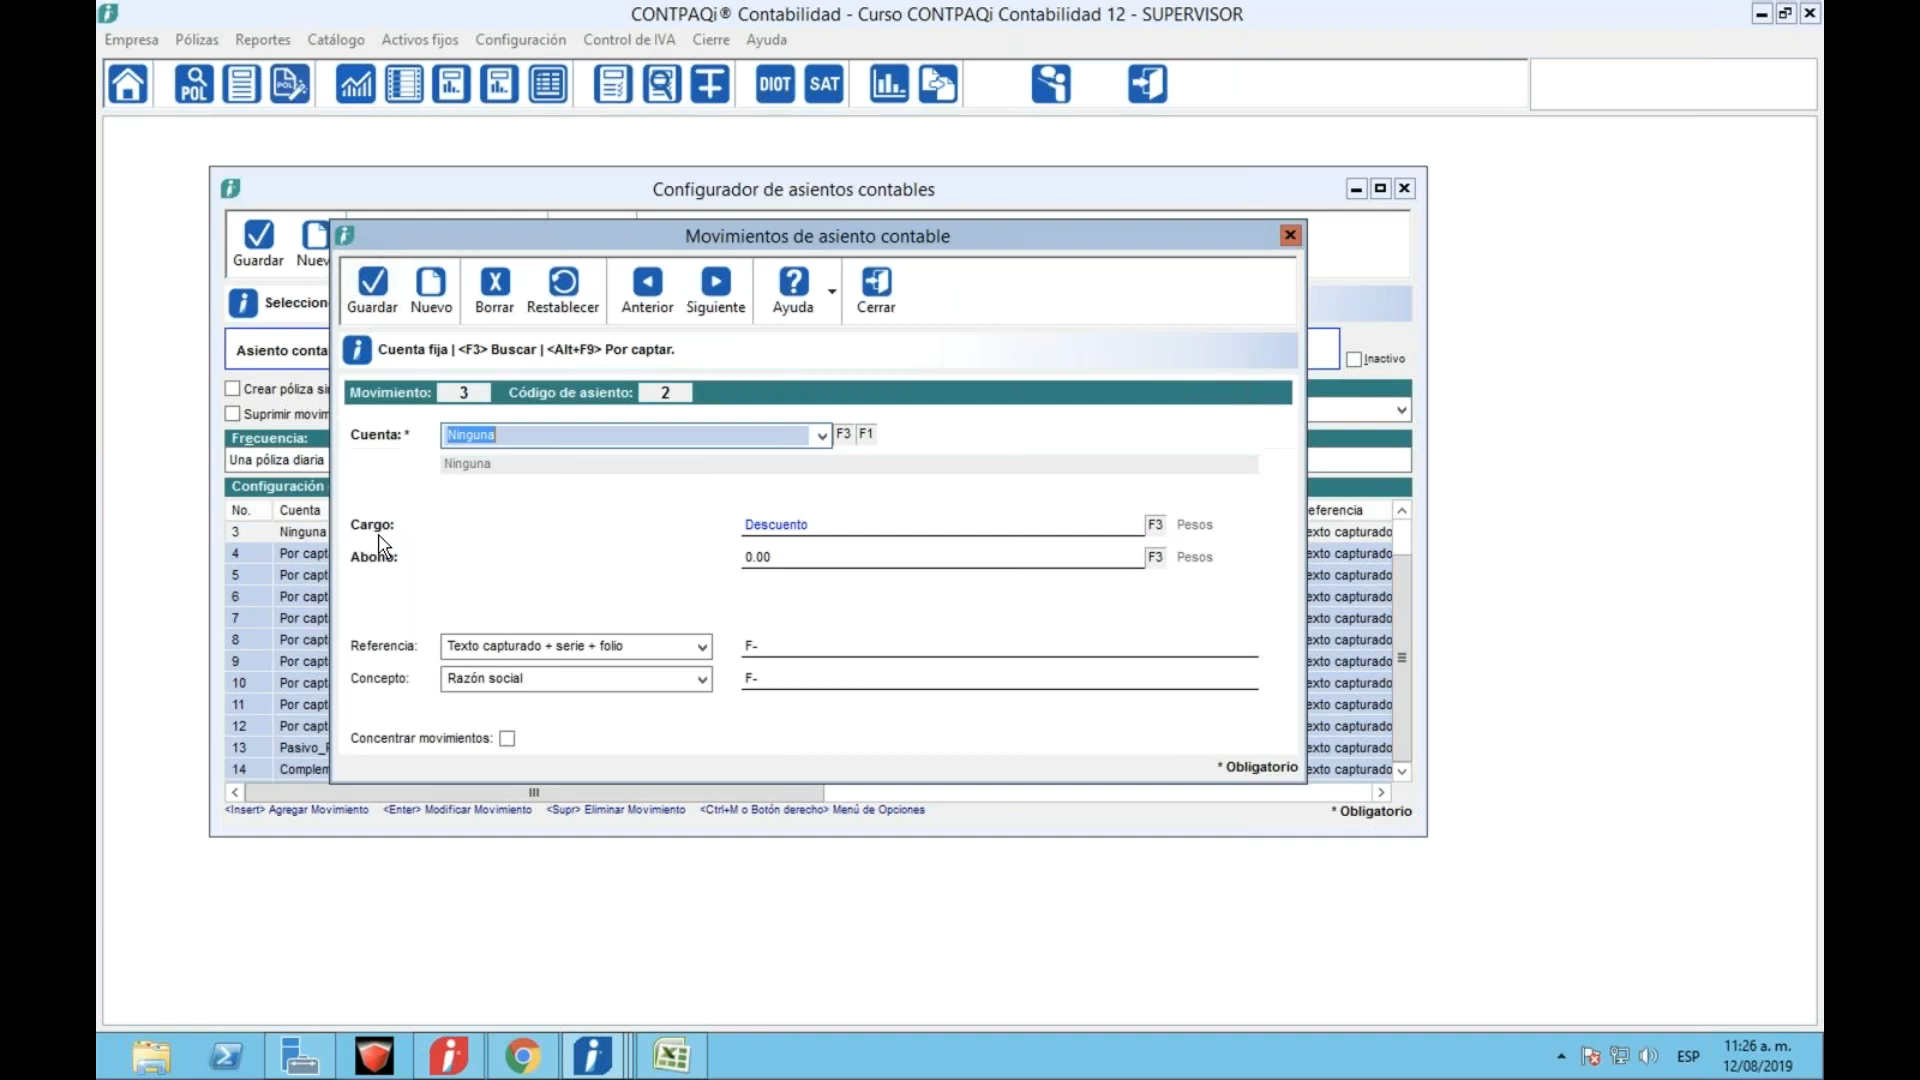 CONTPAQi® Contabilidad - Curso CONTPAQi Contabilidad 12 - SUPERVISOR
Empresa Pólizas Reportes Catálogo Activos fijos Configuración Control de IVA Cierre Ayuda
POL POL DIOT SAT
Configurador de asientos contables
Guardar
Movimientos de asiento contable
Guardar Nuevo Borrar Restablecer Anterior Siguiente Ayuda Cerrar
Cuenta fija | <F3> Buscar | <Alt+F9> Por captar.
Asiento conta
Inactivo
Crear póliza si
Suprimir movim
Movimiento: 3 Código de asiento: 2
Cuenta: * Ninguna F3 F1
Ninguna
Frecuencia:
Una póliza diaria
Configuración
No. Cuenta eferencia
3 Ninguna exto capturado
4 Por capt exto capturado
5 Por capt exto capturado
6 Por capt exto capturado
7 Por capt exto capturado
8 Por capt exto capturado
9 Por capt exto capturado
10 Por capt exto capturado
11 Por capt exto capturado
12 Por capt exto capturado
13 Pasivo_ exto capturado
14 Complem exto capturado
Cargo: Descuento F3 Pesos
Abono: 0.00 F3 Pesos
Referencia: Texto capturado + serie + folio F-
Concepto: Razón social F-
Concentrar movimientos:
* Obligatorio
<Insert> Agregar Movimiento <Enter> Modificar Movimiento <Supr> Eliminar Movimiento <Ctrl+M o Botón derecho> Menú de Opciones
* Obligatorio
ESP
11:26 a. m.
12/08/2019